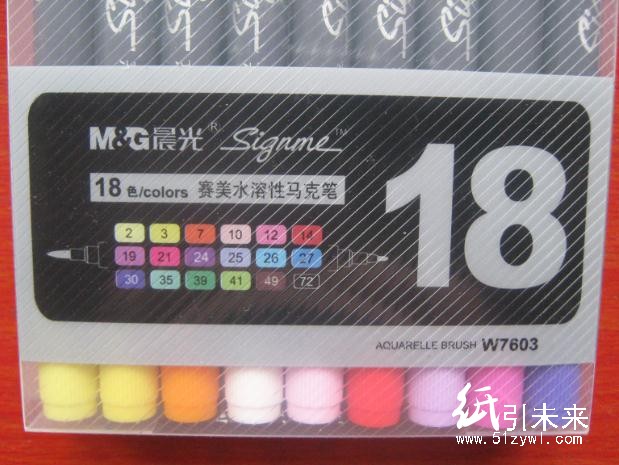 M&G晨光® Signme™
18色/colors 赛美水溶性马克笔
18
2 3 7 10 12 14
19 21 24 25 26 27
30 35 39 41 49 72
AQUARELLE BRUSH W7603
纸引未来
www.51zywl.com